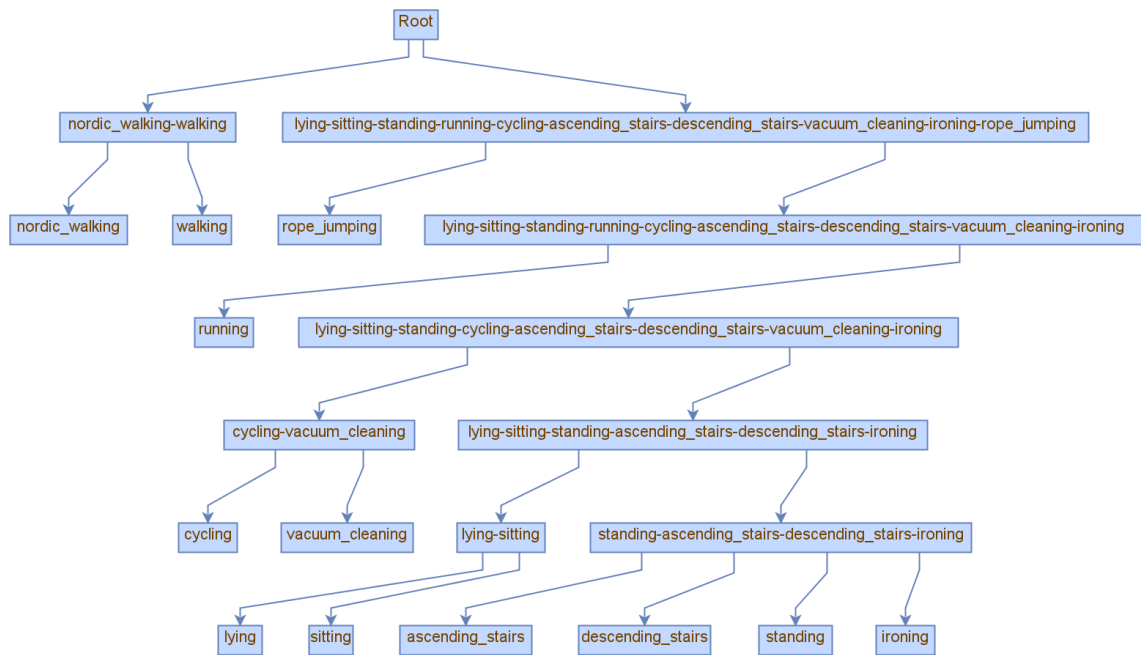 Root
nordic_walking-walking
lying-sitting-standing-running-cycling-ascending_stairs-descending_stairs-vacuum_cleaning-ironing-rope_jumping
nordic_walking
walking
rope_jumping
lying-sitting-standing-running-cycling-ascending_stairs-descending_stairs-vacuum_cleaning-ironing
running
lying-sitting-standing-cycling-ascending_stairs-descending_stairs-vacuum_cleaning-ironing
cycling-vacuum_cleaning
lying-sitting-standing-ascending_stairs-descending_stairs-ironing
cycling
vacuum_cleaning
lying-sitting
standing-ascending_stairs-descending_stairs-ironing
lying
sitting
ascending_stairs
descending_stairs
standing
ironing